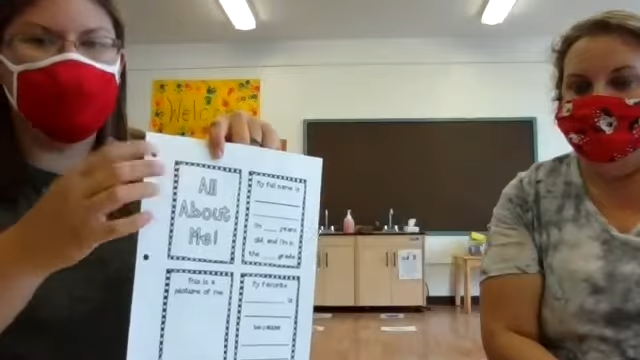 Welcome
All
About
Me!
My full name is
I'm ___ years
old, and I'm in
the ___ grade
This is a
picture of me
My favorite
is